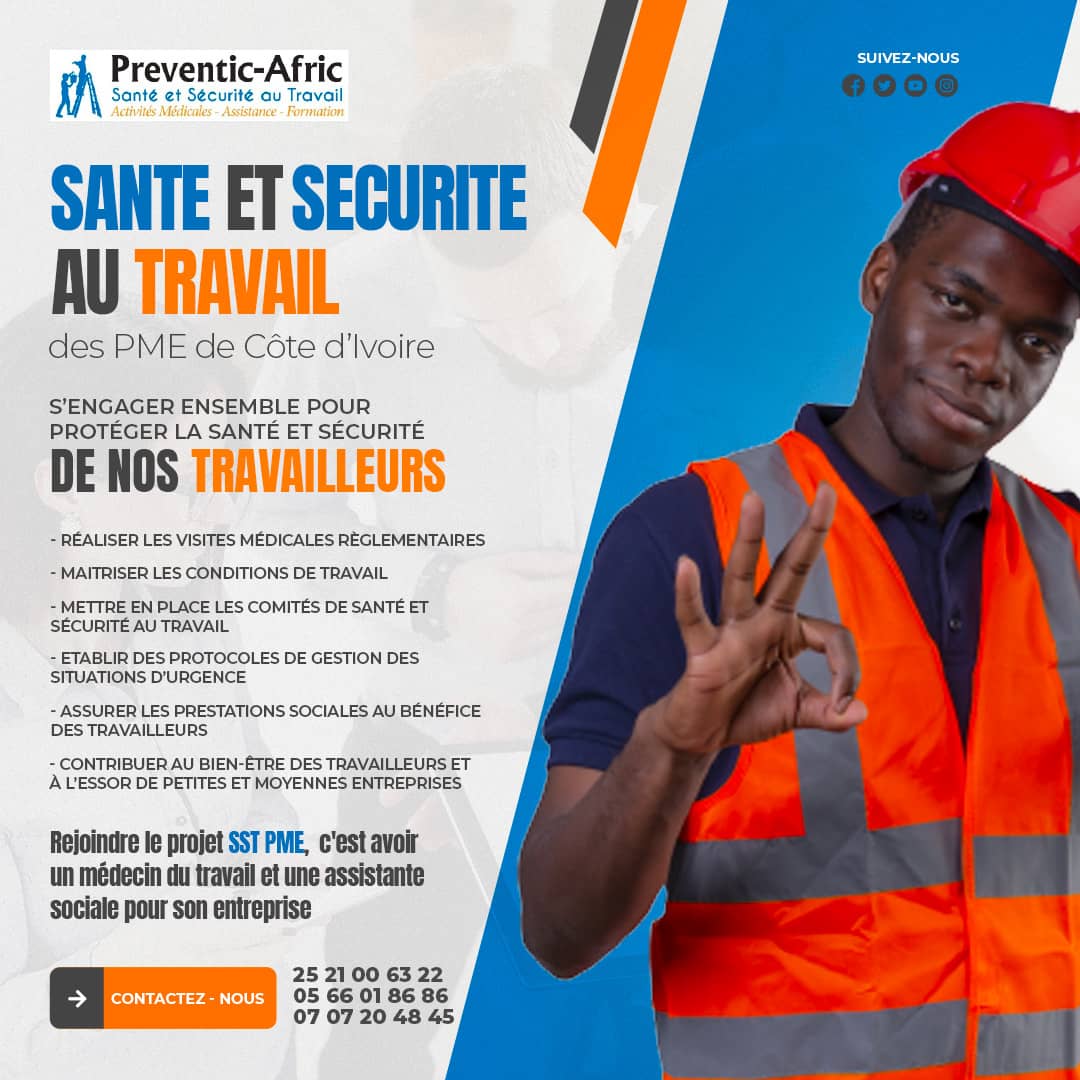 Preventic-Afric
Santé et Sécurité au Travail
Activités Médicales - Assistance - Formation
SUIVEZ-NOUS
SANTE ET SECURITE
AU TRAVAIL
des PME de Côte d'Ivoire
S'ENGAGER ENSEMBLE POUR
PROTÉGER LA SANTÉ ET SÉCURITÉ
DE NOS TRAVAILLEURS
- RÉALISER LES VISITES MÉDICALES RÈGLEMENTAIRES
- MAITRISER LES CONDITIONS DE TRAVAIL
- METTRE EN PLACE LES COMITÉS DE SANTÉ ET
SÉCURITÉ AU TRAVAIL
- ETABLIR DES PROTOCOLES DE GESTION DES
SITUATIONS D'URGENCE
- ASSURER LES PRESTATIONS SOCIALES AU BÉNÉFICE
DES TRAVAILLEURS
- CONTRIBUER AU BIEN-ÊTRE DES TRAVAILLEURS ET
À L'ESSOR DE PETITES ET MOYENNES ENTREPRISES
Rejoindre le projet SST PME, c'est avoir
un médecin du travail et une assistante
sociale pour son entreprise
CONTACTEZ - NOUS
25 21 00 63 22
05 66 01 86 86
07 07 20 48 45